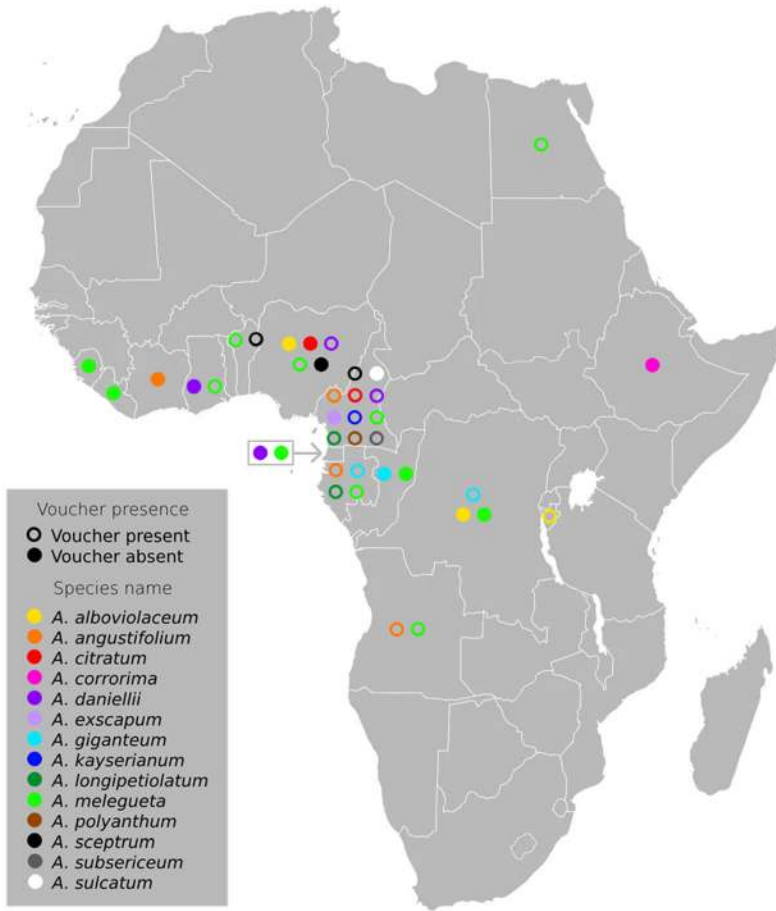 Voucher presence
Voucher present
Voucher absent
Species name
A. alboviolaceum
A. angustifolium
A. citratum
A. corrorima
A. daniellii
A. exscapum
A. giganteum
A. kayserianum
A. longipetiolatum
A. melegueta
A. polyanthum
A. sceptrum
A. subsericeum
A. sulcatum